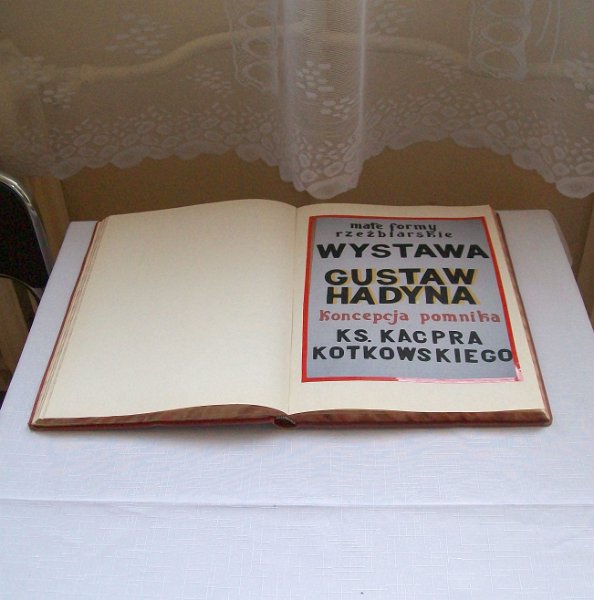 małe formy
rzeźbiarskie
WYSTAWA
GUSTAW
HADYNA
Koncepcja pomnika
KS. KACPRA
KOTKOWSKIEGO